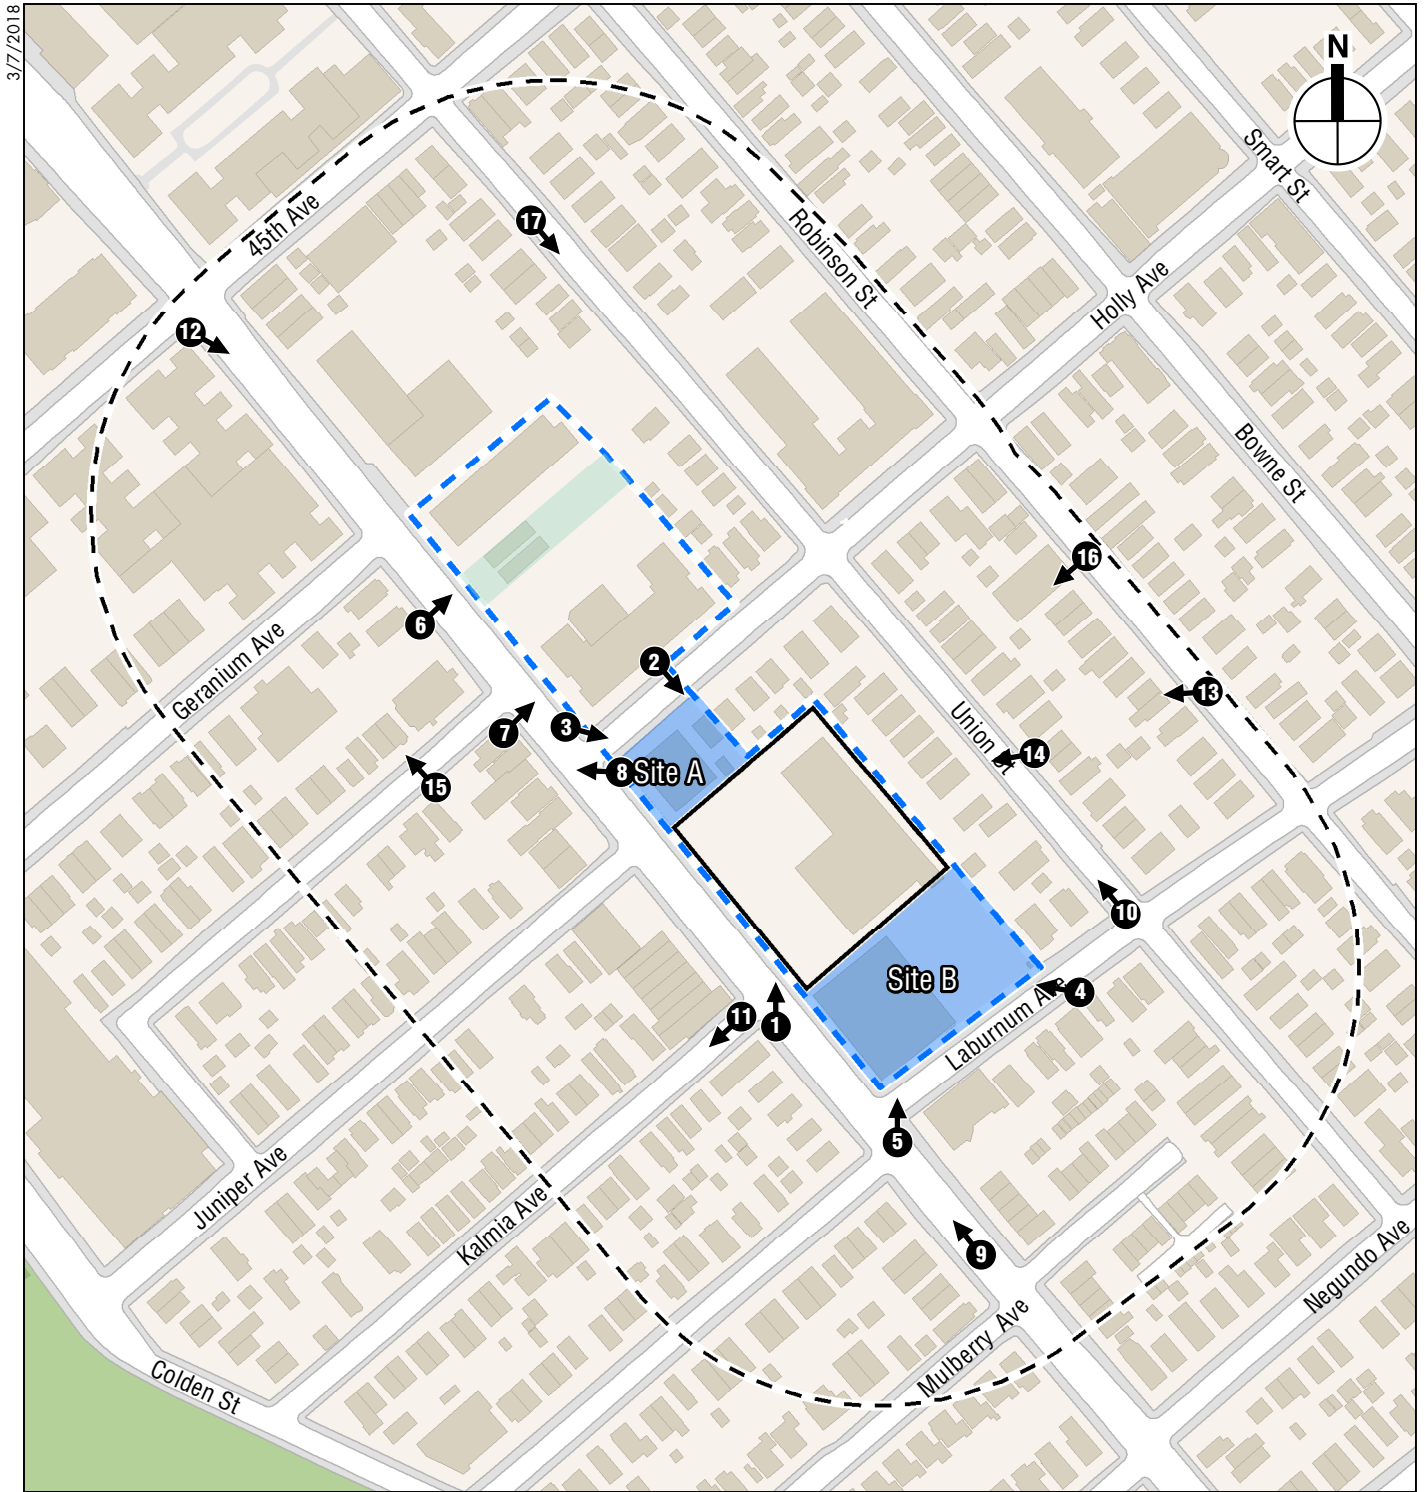 3/7/2018
N
Smart St
45th Ave
17
Robinson St
Holly Ave
12
Bowne St
16
6
Geranium Ave
2
13
3
7
Union St
14
8
Site A
15
10
Site B
4
11
1
Laburnum Ave
5
Juniper Ave
Kalmia Ave
9
Negundo Ave
Mulberry Ave
Colden St